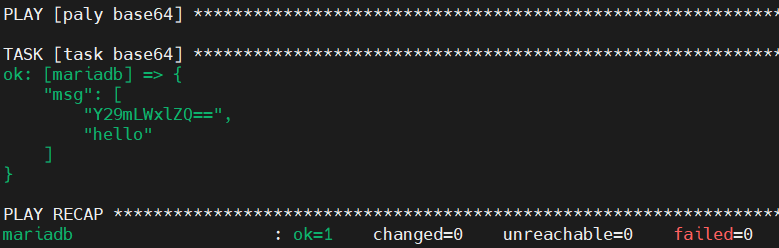 PLAY [paly base64] ***********************************************************
TASK [task base64] ***********************************************************
ok: [mariadb] => {
    "msg": [
        "Y29mLWxlZQ==",
        "hello"
    ]
}
PLAY RECAP *******************************************************************
mariadb                    : ok=1    changed=0    unreachable=0    failed=0